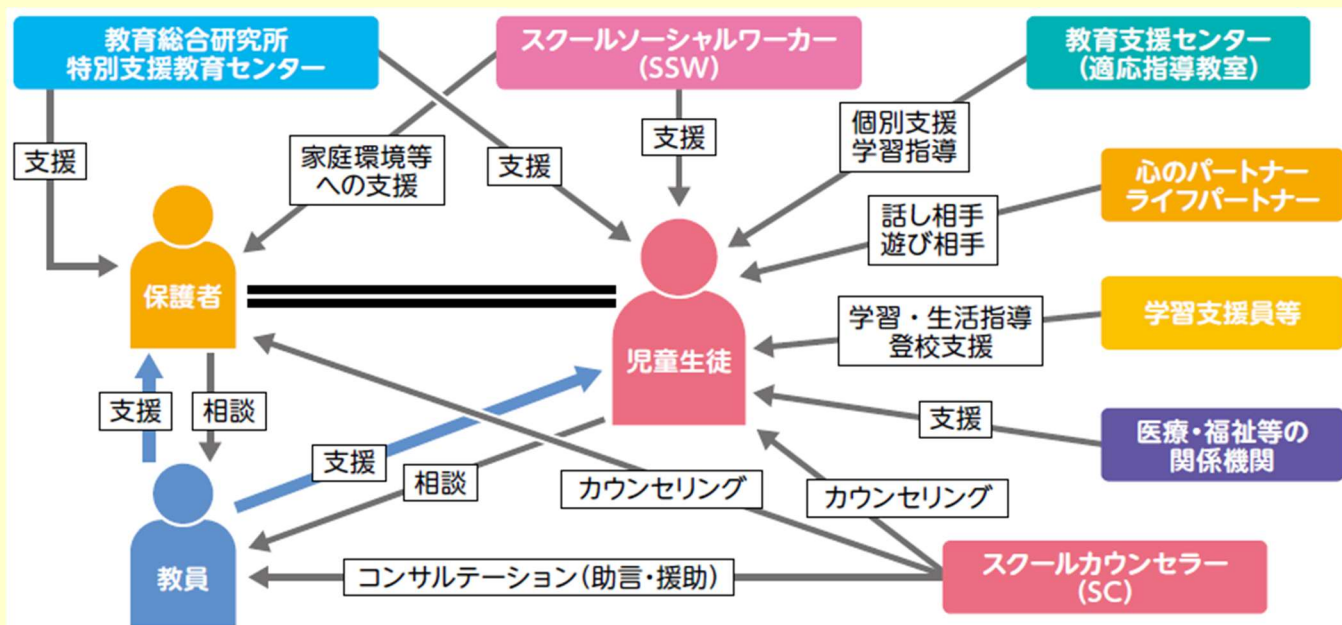 教育総合研究所
特別支援教育センター
スクールソーシャルワーカー
(SSW)
教育支援センター
(適応指導教室)
支援
家庭環境等
への支援
支援
支援
個別支援
学習指導
心のパートナー
ライフパートナー
話し相手
遊び相手
保護者
児童生徒
学習・生活指導
登校支援
学習支援員等
支援
相談
支援
相談
カウンセリング
カウンセリング
支援
医療・福祉等の
関係機関
教員
コンサルテーション(助言・援助)
スクールカウンセラー
(SC)